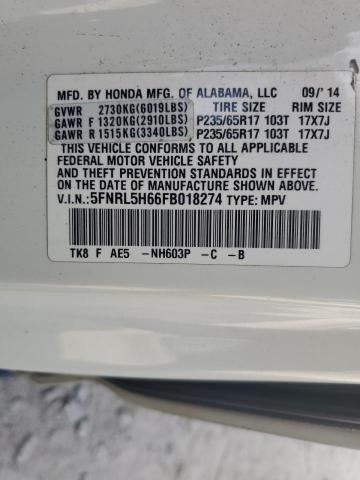 MFD. BY HONDA MFG. OF ALABAMA, LLC 09/'14
GVWR 2730KG(6019LBS) TIRE SIZE RIM SIZE
GAWR F 1320KG(2910LBS) P235/65R17 103T 17X7J
GAWR R 1515KG(3340LBS) P235/65R17 103T 17X7J
THIS VEHICLE CONFORMS TO ALL APPLICABLE
FEDERAL MOTOR VEHICLE SAFETY AND
THEFT PREVENTION STANDARDS IN EFFECT ON THE
DATE OF MANUFACTURE SHOWN ABOVE.
V.I.N.:5FNRL5H66FB018274 TYPE: MPV
TK8 F AE5 -NH603P -C -B